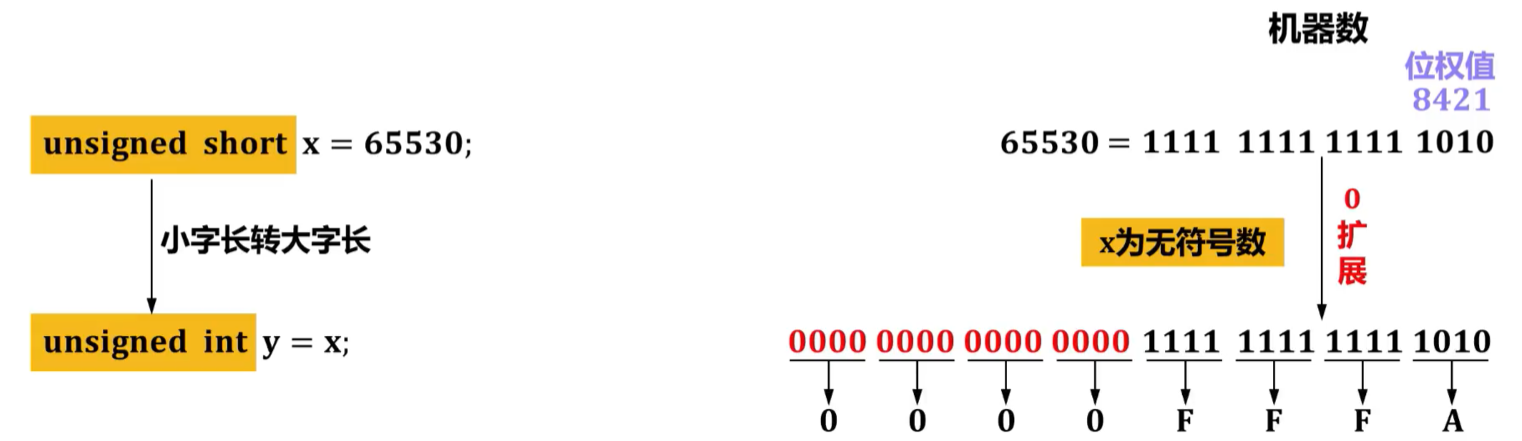 机器数
位权值
8421
unsigned short x = 65530;
65530 = 1111 1111 1111 1010
小字长转大字长
x为无符号数
0
扩
展
unsigned int y = x;
0000 0000 0000 0000 1111 1111 1111 1010
0 0 0 0 F F F A